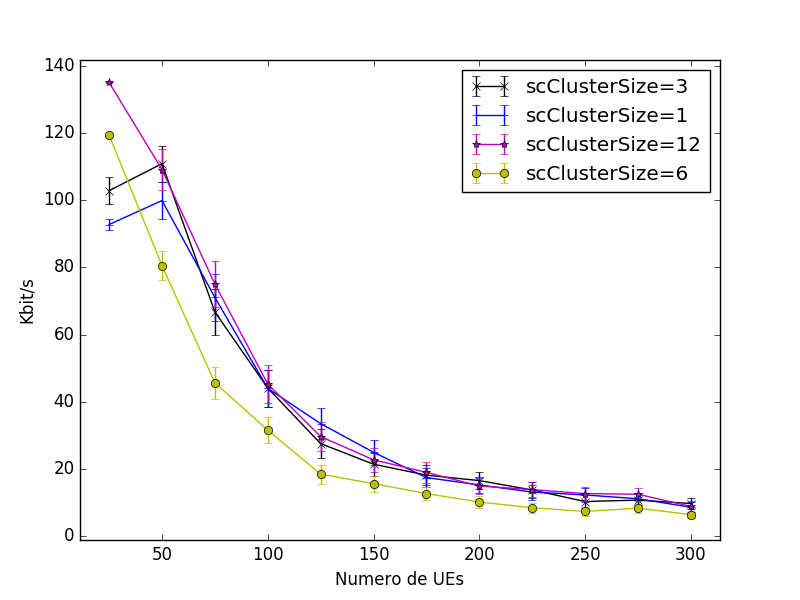 140
120
100
80
60
40
20
0
Kbit/s
scClusterSize=3
scClusterSize=1
scClusterSize=12
scClusterSize=6
50 100 150 200 250 300
Numero de UEs